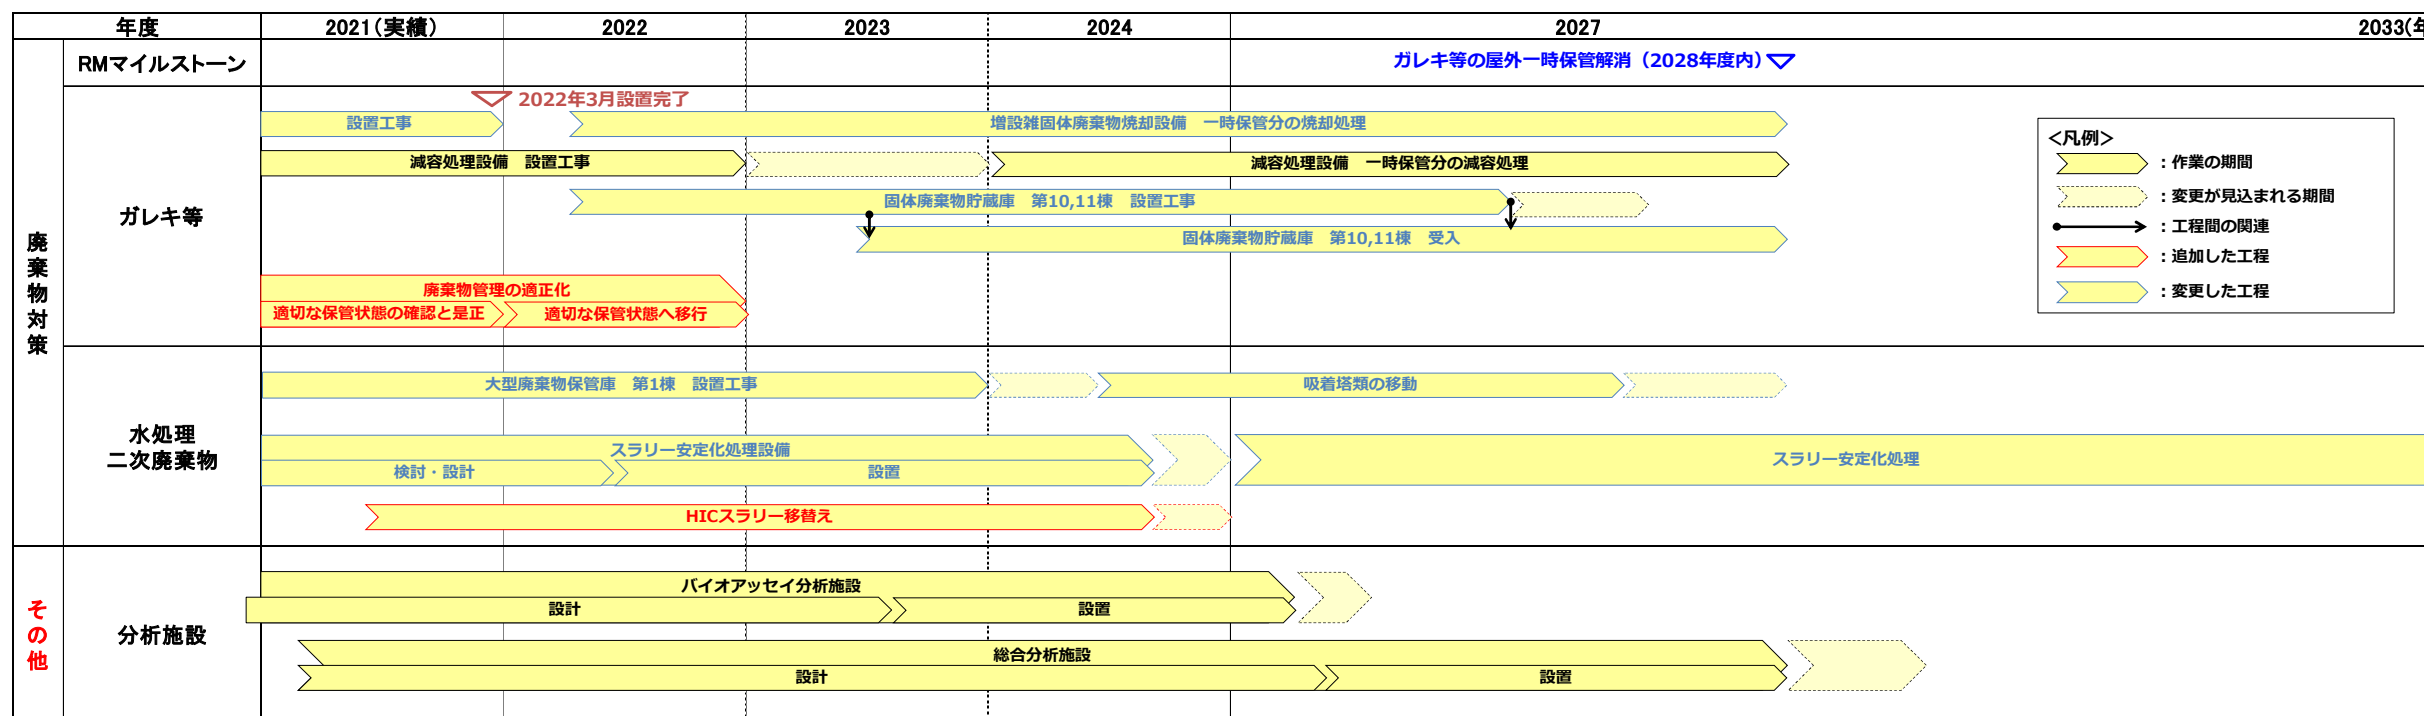 年度
2021(実績)
2022
2023
2024
2027
2033(年
RMマイルストーン
ガレキ等の屋外一時保管解消（2028年度内）
廃棄物対策
ガレキ等
2022年3月設置完了
設置工事
増設雑固体廃棄物焼却設備　一時保管分の焼却処理
減容処理設備　設置工事
減容処理設備　一時保管分の減容処理
固体廃棄物貯蔵庫　第10,11棟　設置工事
固体廃棄物貯蔵庫　第10,11棟　受入
廃棄物管理の適正化
適切な保管状態の確認と是正
適切な保管状態へ移行
<凡例>
：作業の期間
：変更が見込まれる期間
：工程間の関連
：追加した工程
：変更した工程
水処理
二次廃棄物
大型廃棄物保管庫　第1棟　設置工事
吸着塔類の移動
スラリー安定化処理設備
検討・設計
設置
スラリー安定化処理
HICスラリー移替え
その他
分析施設
バイオアッセイ分析施設
設計
設置
総合分析施設
設計
設置